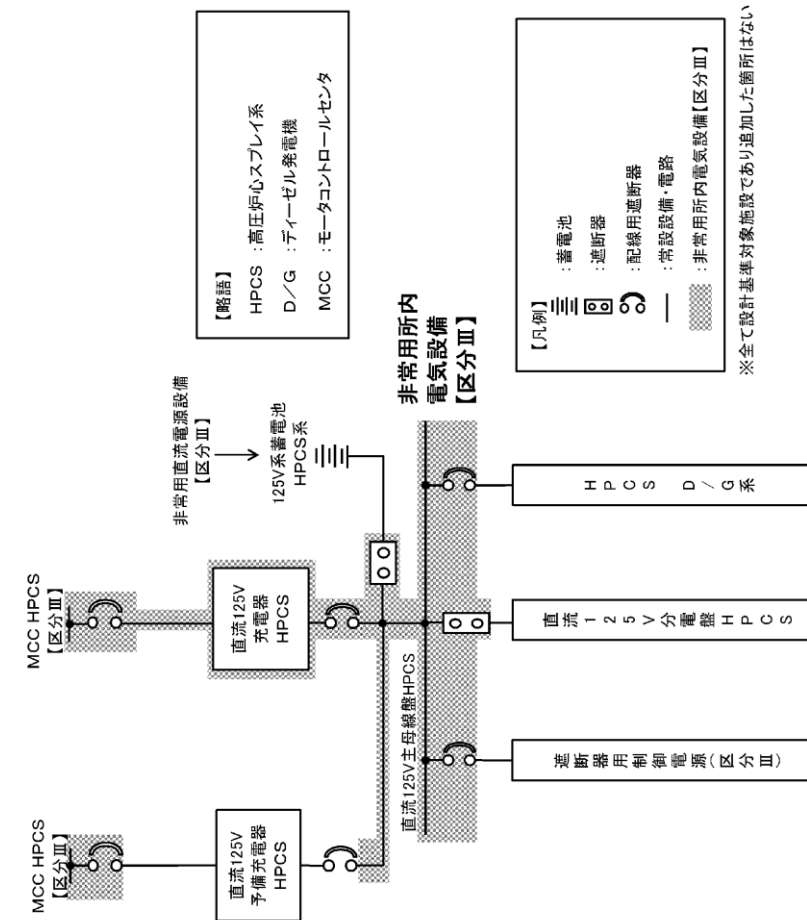 MCC HPCS
【区分Ⅲ】
MCC HPCS
【区分Ⅲ】
直流125V
予備充電器
HPCS
直流125V
充電器
HPCS
非常用直流電源設備
【区分Ⅲ】
125V系蓄電池
HPCS系
直流125V主母線盤HPCS
非常用所内
電気設備
【区分Ⅲ】
遮断器用制御電源(区分Ⅲ)
直流125V分電盤HPCS
HPCS D/G系
【略語】
HPCS :高圧炉心スプレイ系
D/G :ディーゼル発電機
MCC :モータコントロールセンタ
【凡例】
:蓄電池
:遮断器
:配線用遮断器
:常設設備・電路
:非常用所内電気設備【区分Ⅲ】
※全て設計基準対象施設であり追加した箇所はない